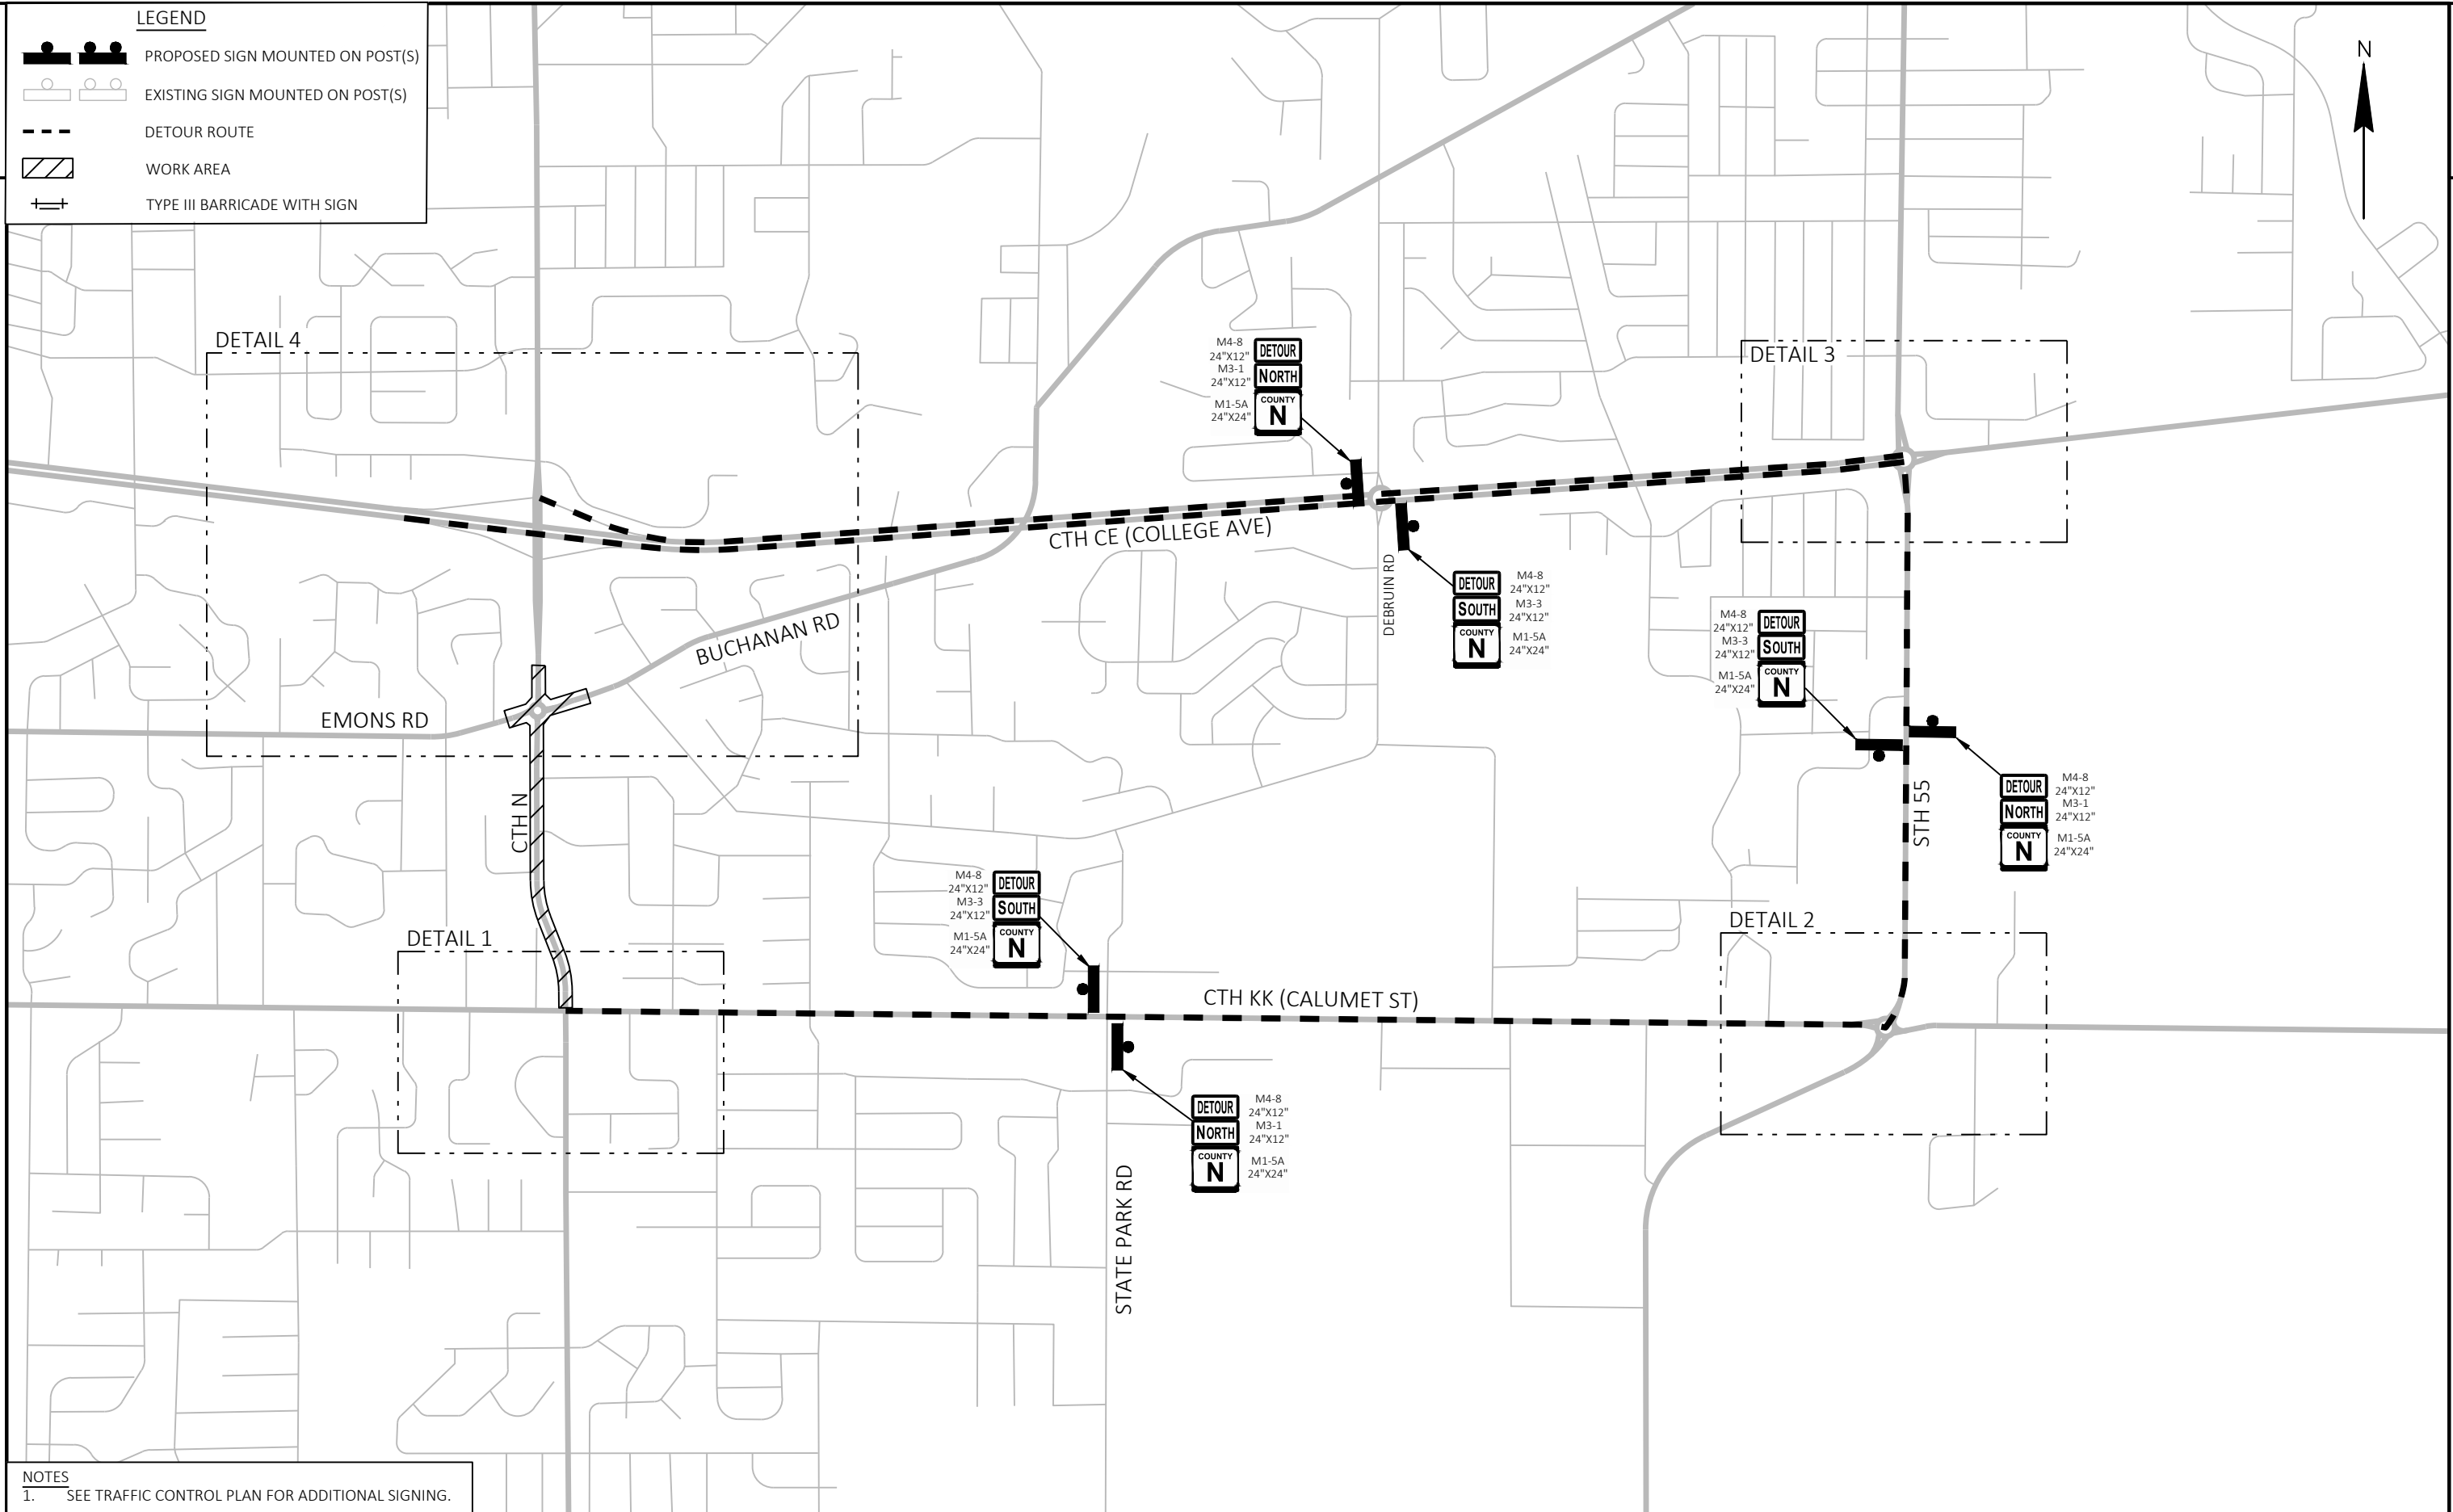 LEGEND
PROPOSED SIGN MOUNTED ON POST(S)
EXISTING SIGN MOUNTED ON POST(S)
DETOUR ROUTE
WORK AREA
TYPE III BARRICADE WITH SIGN
N
DETAIL 4
DETAIL 3
M4-8
24"X12"
M3-1
24"X12"
M1-5A
24"X24"
DETOUR
NORTH
COUNTY
N
CTH CE (COLLEGE AVE)
DEBRUIN RD
DETOUR
SOUTH
COUNTY
N
M4-8
24"X12"
M3-3
24"X12"
M1-5A
24"X24"
M4-8
24"X12"
M3-3
24"X12"
M1-5A
24"X24"
DETOUR
SOUTH
COUNTY
N
BUCHANAN RD
EMONS RD
CTH N
STH 55
DETOUR
NORTH
COUNTY
N
M4-8
24"X12"
M3-1
24"X12"
M1-5A
24"X24"
M4-8
24"X12"
M3-3
24"X12"
M1-5A
24"X24"
DETOUR
SOUTH
COUNTY
N
DETAIL 1
DETAIL 2
CTH KK (CALUMET ST)
DETOUR
NORTH
COUNTY
N
M4-8
24"X12"
M3-1
24"X12"
M1-5A
24"X24"
STATE PARK RD
NOTES
1. SEE TRAFFIC CONTROL PLAN FOR ADDITIONAL SIGNING.